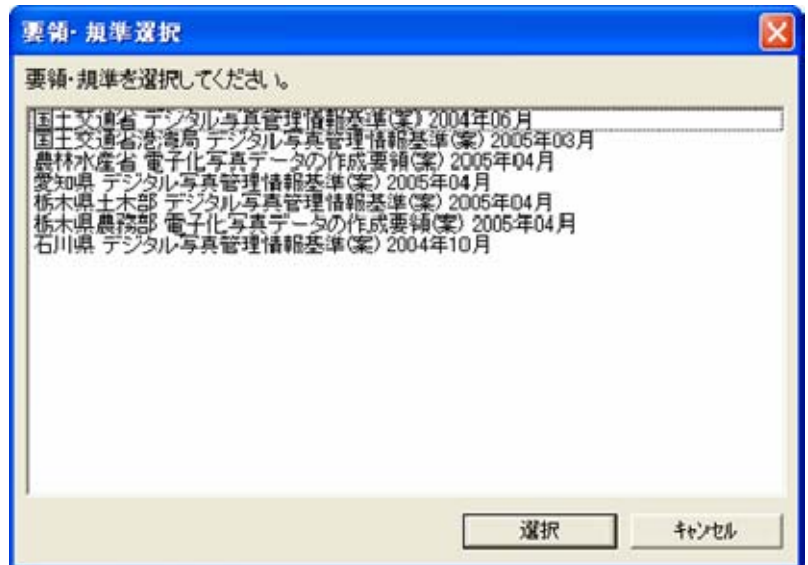 要領・規準選択
要領・規準を選択してください。
国土交通省 デジタル写真管理情報基準(案) 2004年06月
国土交通省港湾局 デジタル写真管理情報基準(案) 2005年03月
農林水産省 電子化写真データの作成要領(案) 2005年04月
愛知県 デジタル写真管理情報基準(案) 2005年04月
栃木県土木部 デジタル写真管理情報基準(案) 2005年04月
栃木県農務部 電子化写真データの作成要領(案) 2005年04月
石川県 デジタル写真管理情報基準(案) 2004年10月
選択 キャンセル